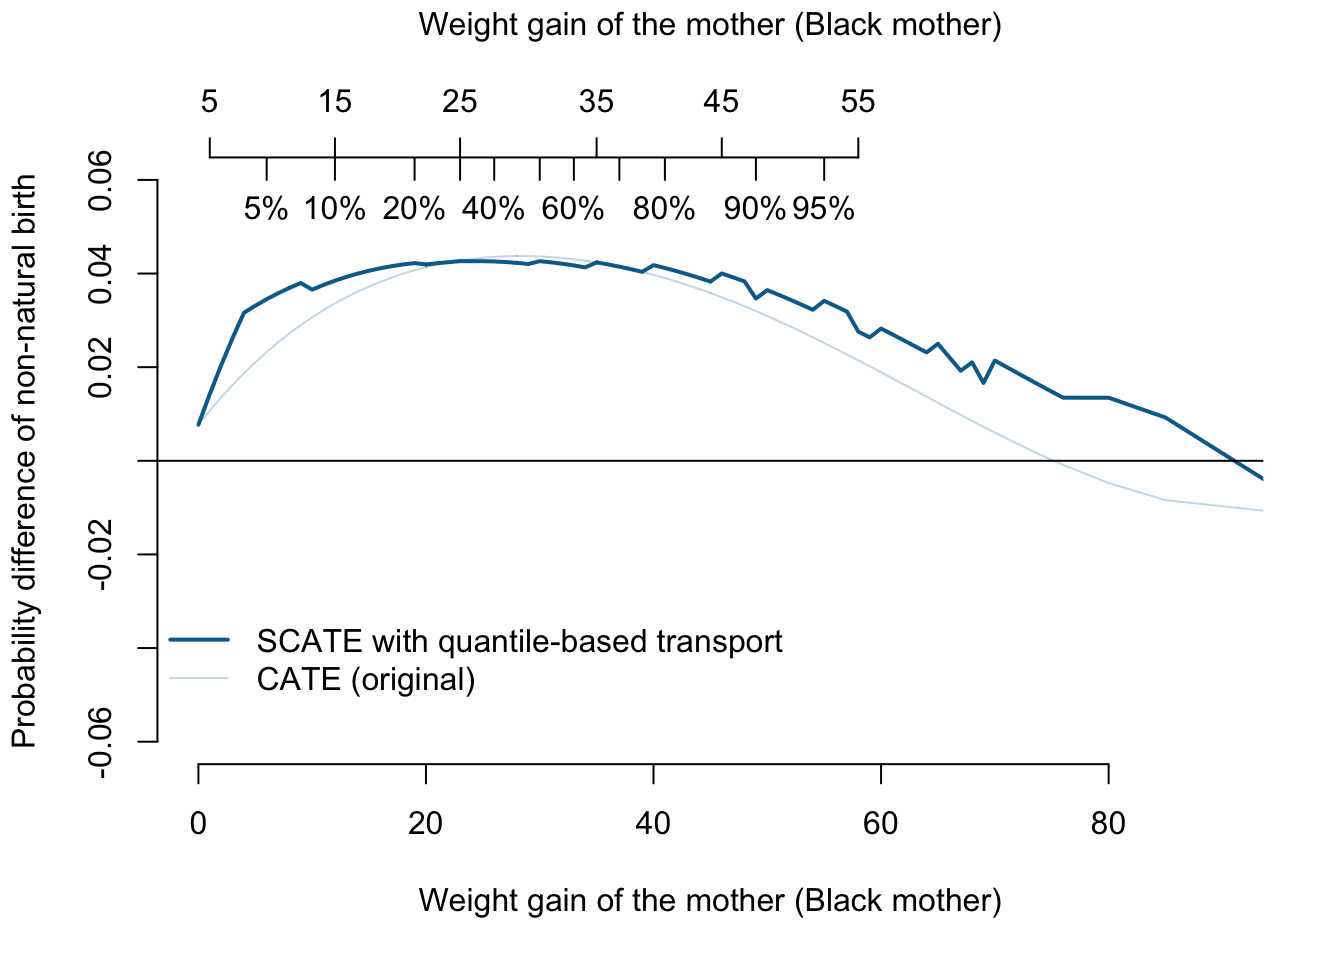 Weight gain of the mother (Black mother)
5 15 25 35 45 55
5% 10% 20% 40% 60% 80% 90% 95%
Probability difference of non-natural birth
0.06
0.04
0.02
-0.02
-0.06
SCATE with quantile-based transport
CATE (original)
0 20 40 60 80
Weight gain of the mother (Black mother)